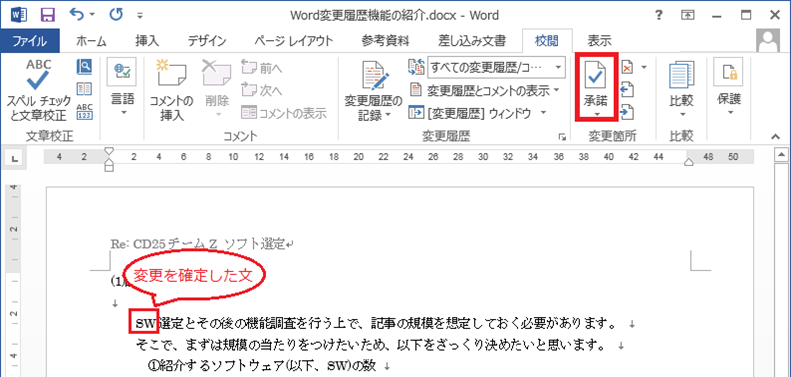 Word変更履歴機能の紹介.docx - Word
ファイル ホーム 挿入 デザイン ページ レイアウト 参考資料 差し込み文書 校閲 表示
ABC
スペル チェック
と文章校正
ABC
123
文章校正
言語
コメントの
挿入
削除
前へ
次へ
コメントの表示
コメント
変更履歴の
記録
すべての変更履歴/コ...
変更履歴とコメントの表示
[変更履歴] ウィンドウ
変更履歴
承諾
変更箇所
比較
比較
保護
L
4 2 2 4 6 8 10 12 14 16 18 20 22 24 26 28 30 32 34 36 38 40 42 44 48 50
4
2
2
4
Re: CD25チームZ ソフト選定
変更を確定した文
(1)
SW選定とその後の機能調査を行う上で、記事の規模を想定しておく必要があります。
そこで、まずは規模の当たりをつけたいため、以下をざっくり決めたいと思います。
①紹介するソフトウェア(以下、SW)の数